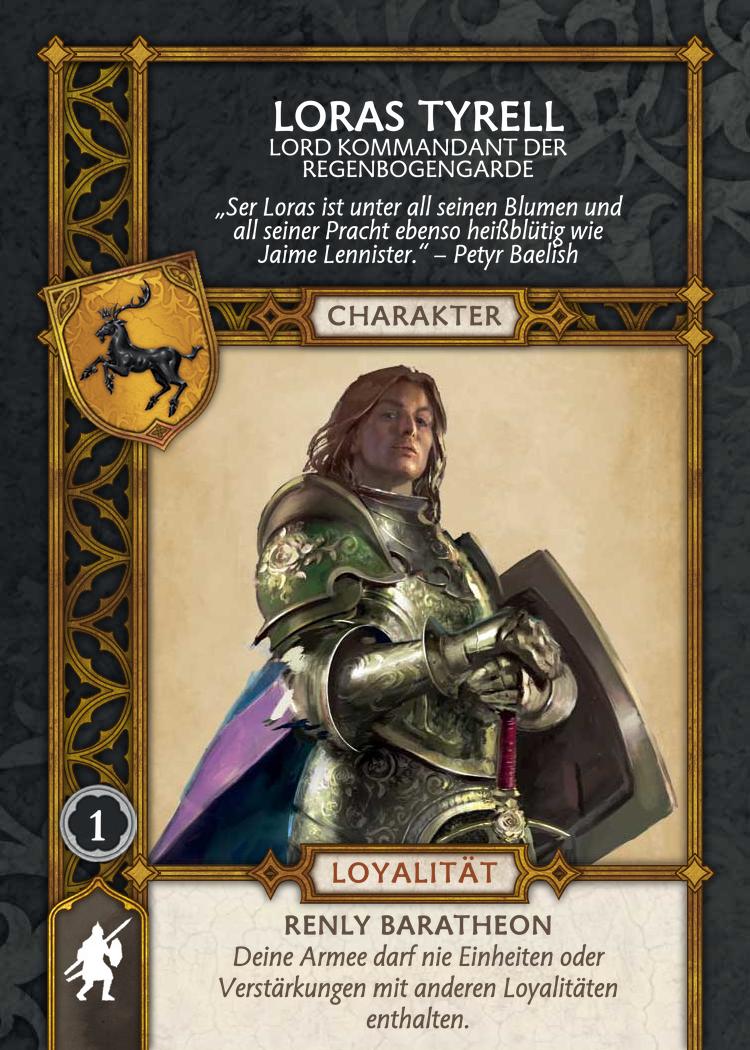 LORAS TYRELL
LORD KOMMANDANT DER
REGENBOGENGARDE
„Ser Loras ist unter all seinen Blumen und
all seiner Pracht ebenso heißblütig wie
Jaime Lennister.“ – Petyr Baelish
CHARAKTER
1
LOYALITÄT
RENLY BARATHEON
Deine Armee darf nie Einheiten oder
Verstärkungen mit anderen Loyalitäten
enthalten.